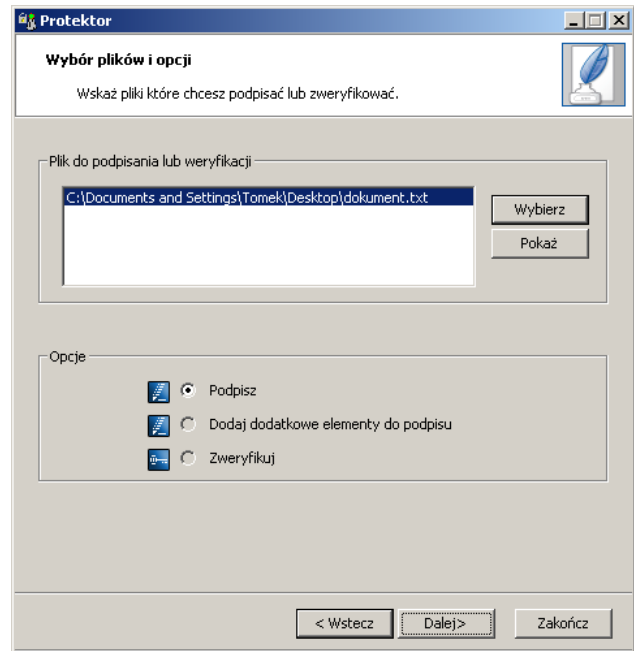 Protektor
Wybór plików i opcji
Wskaż pliki które chcesz podpisać lub zweryfikować.
Plik do podpisania lub weryfikacji
C:\Documents and Settings\Tomek\Desktop\dokument.txt
Wybierz
Pokaż
Opcje
Podpisz
Dodaj dodatkowe elementy do podpisu
Zweryfikuj
< Wstecz Dalej> Zakończ